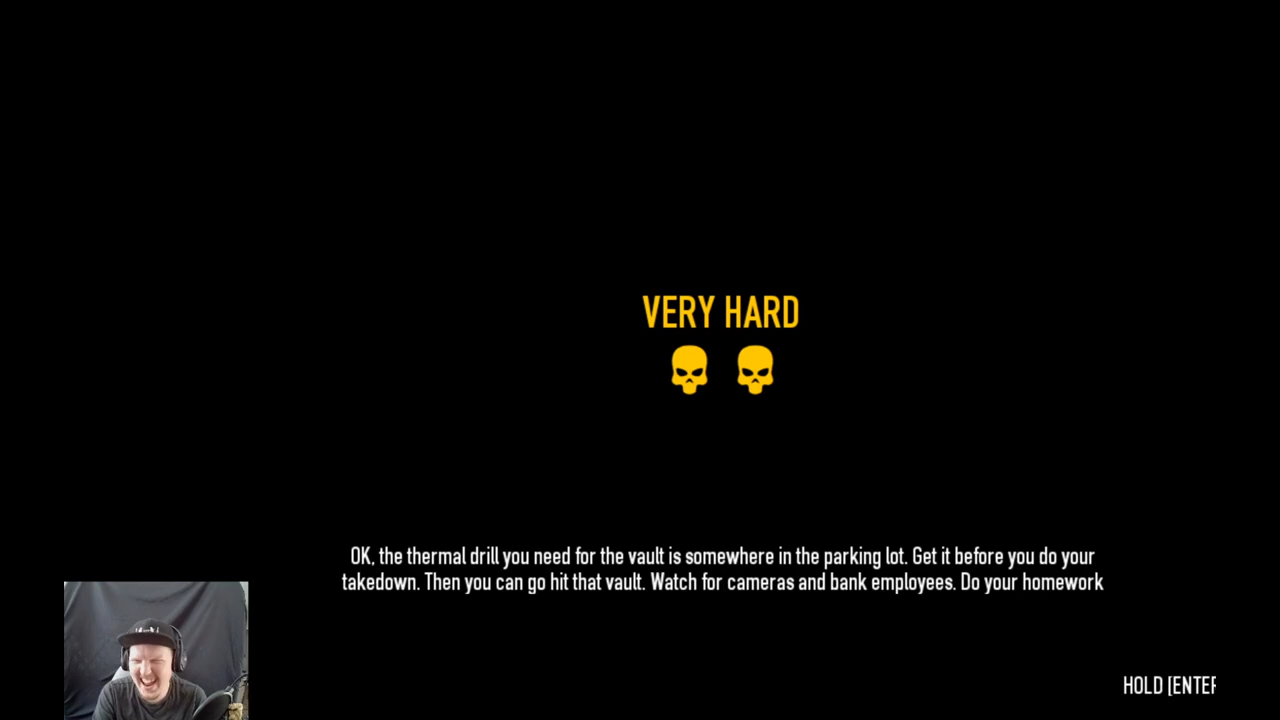 VERY HARD
OK, the thermal drill you need for the vault is somewhere in the parking lot. Get it before you do your
takedown. Then you can go hit that vault. Watch for cameras and bank employees. Do your homework
HOLD [ENTER